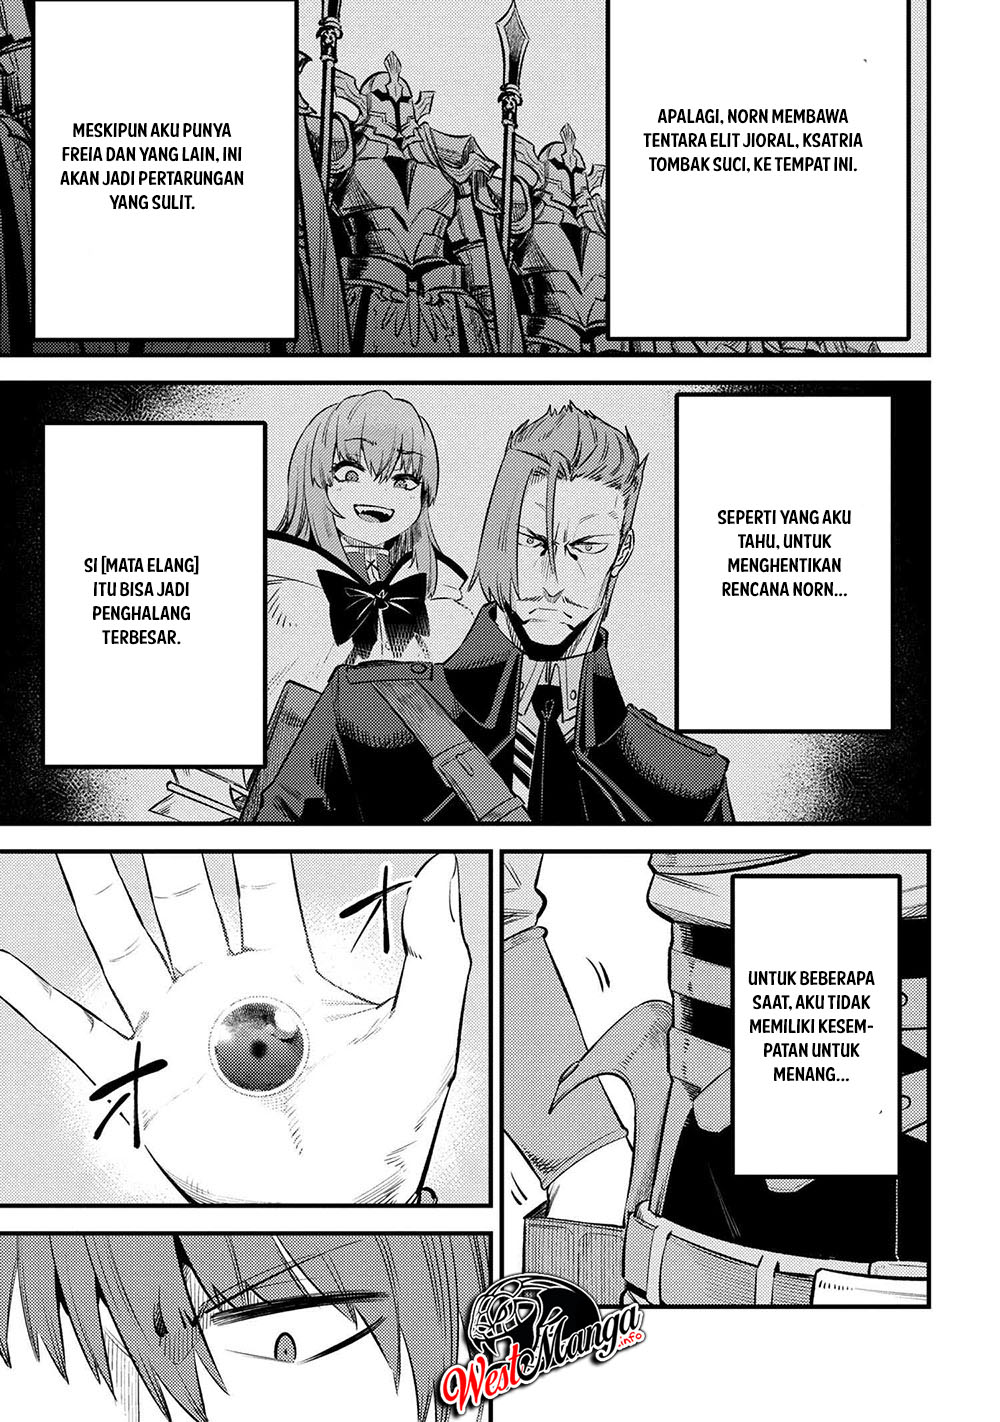 APALAGI, NORN MEMBAWA
TENTARA ELIT JIORAL, KSATRIA
TOMBAK SUCI, KE TEMPAT INI.
MESKIPUN AKU PUNYA
FREIA DAN YANG LAIN, INI
AKAN JADI PERTARUNGAN
YANG SULIT.
SEPERTI YANG AKU
TAHU, UNTUK
MENGHENTIKAN
RENCANA NORN...
SI [MATA ELANG]
ITU BISA JADI
PENGHALANG
TERBESAR.
UNTUK BEBERAPA
SAAT, AKU TIDAK
MEMILIKI KESEM-
PATAN UNTUK
MENANG...
オ
オ
WestManga
.info